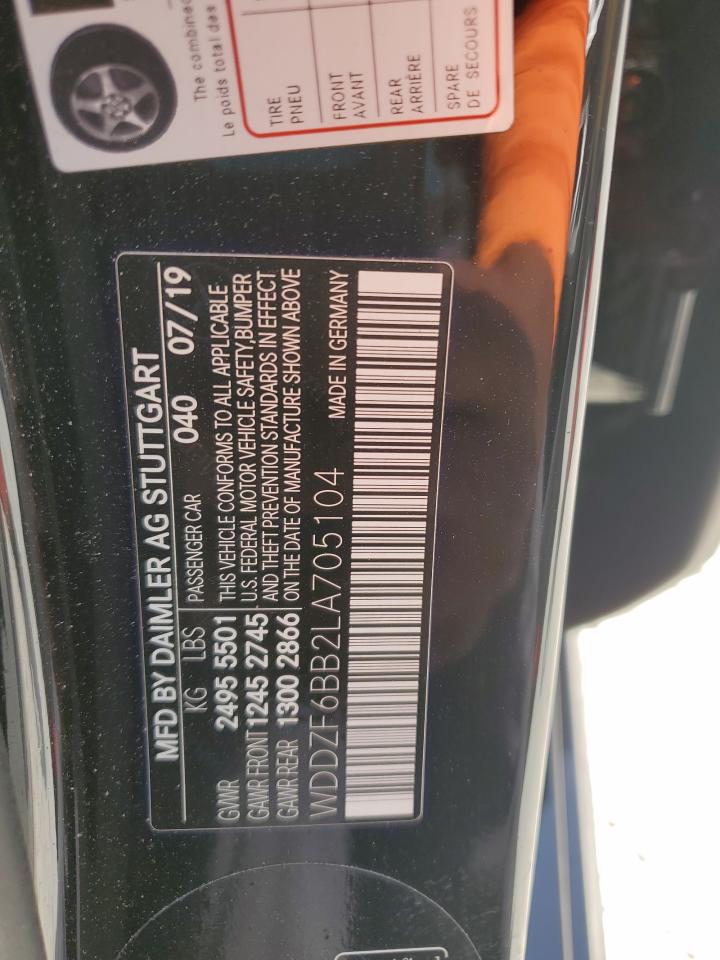 The combined
Le poids total des
TIRE
PNEU
FRONT
AVANT
REAR
ARRIÈRE
SPARE
DE SECOURS
MFD BY DAIMLER AG STUTTGART
KG LBS PASSENGER CAR 040 07/19
GVWR 2495 5501 THIS VEHICLE CONFORMS TO ALL APPLICABLE
GAWR FRONT 1245 2745 U.S. FEDERAL MOTOR VEHICLE SAFETY, BUMPER
AND THEFT PREVENTION STANDARDS IN EFFECT
GAWR REAR 1300 2866 ON THE DATE OF MANUFACTURE SHOWN ABOVE
WDDZF6BB2LA705104 MADE IN GERMANY